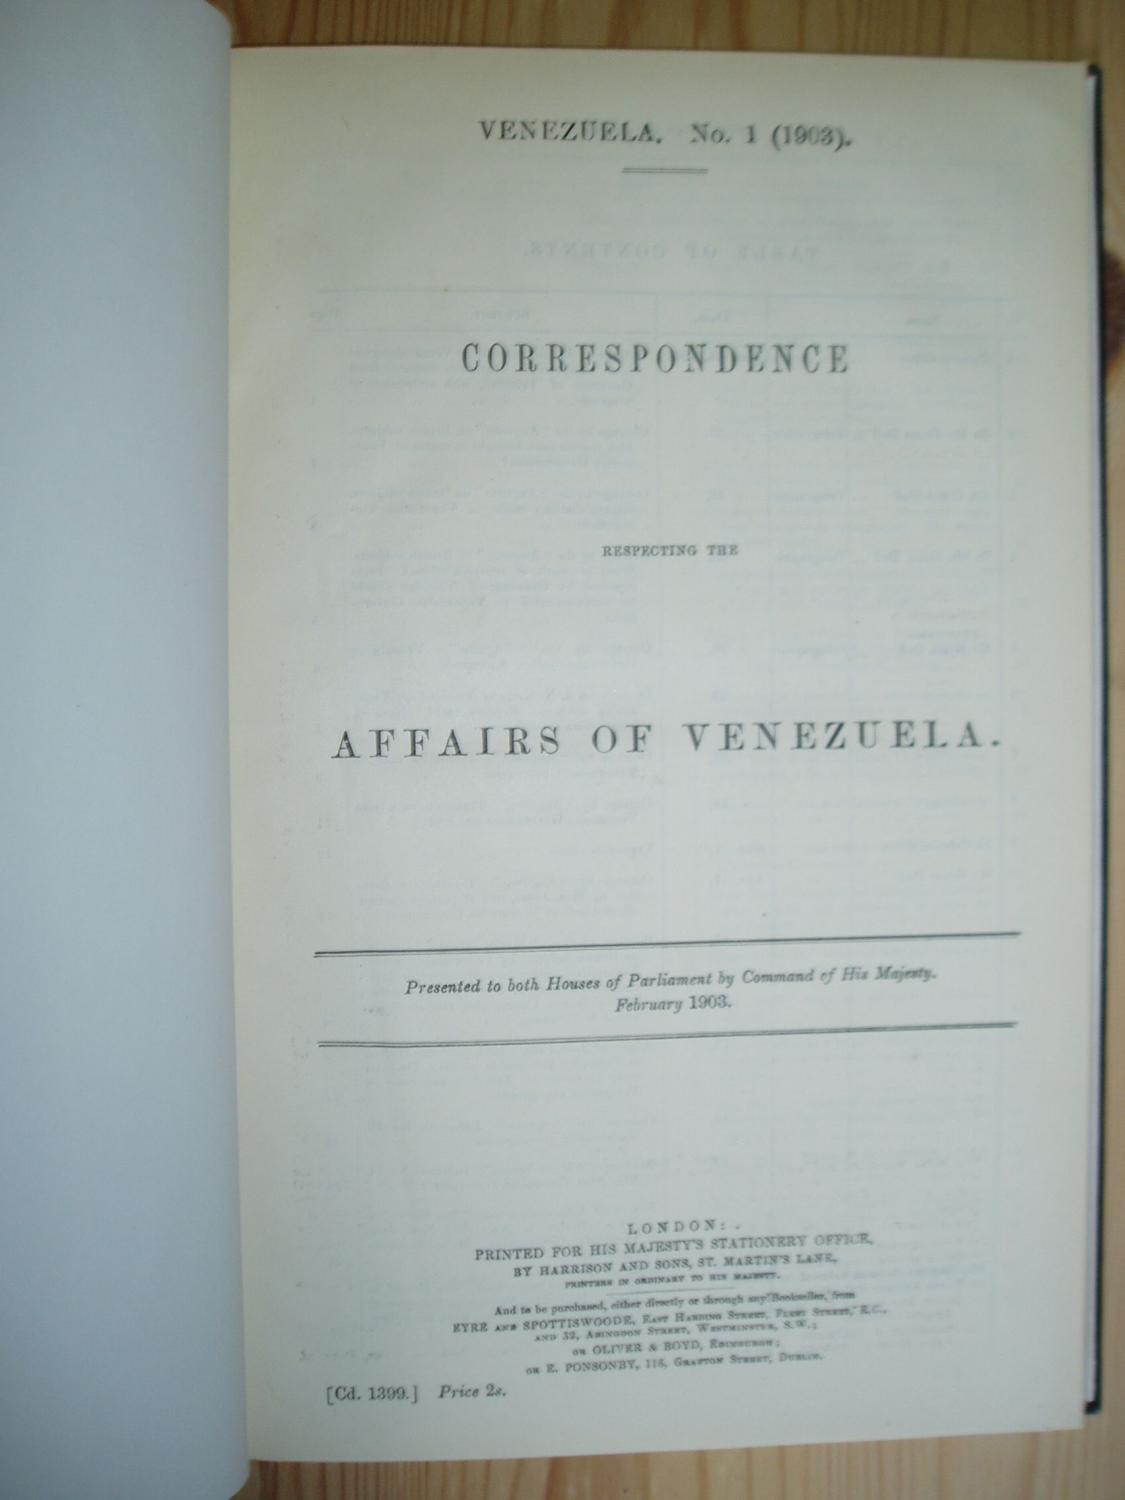 VENEZUELA. No. 1 (1903).
CORRESPONDENCE
RESPECTING THE
AFFAIRS OF VENEZUELA.
Presented to both Houses of Parliament by Command of His Majesty.
February 1903.
LONDON:
PRINTED FOR HIS MAJESTY'S STATIONERY OFFICE,
BY HARRISON AND SONS, ST. MARTIN'S LANE,
PRINTERS IN ORDINARY TO HIS MAJESTY.
And to be purchased, either directly or through any Bookseller, from
EYRE AND SPOTTISWOODE, EAST HARDING STREET, FLEET STREET, E.C.,
AND 32, ABINGDON STREET, WESTMINSTER, S.W.;
OR OLIVER & BOYD, EDINBURGH;
OR E. PONSONBY, 116, GRAFTON STREET, DUBLIN.
[Cd. 1399.] Price 2s.